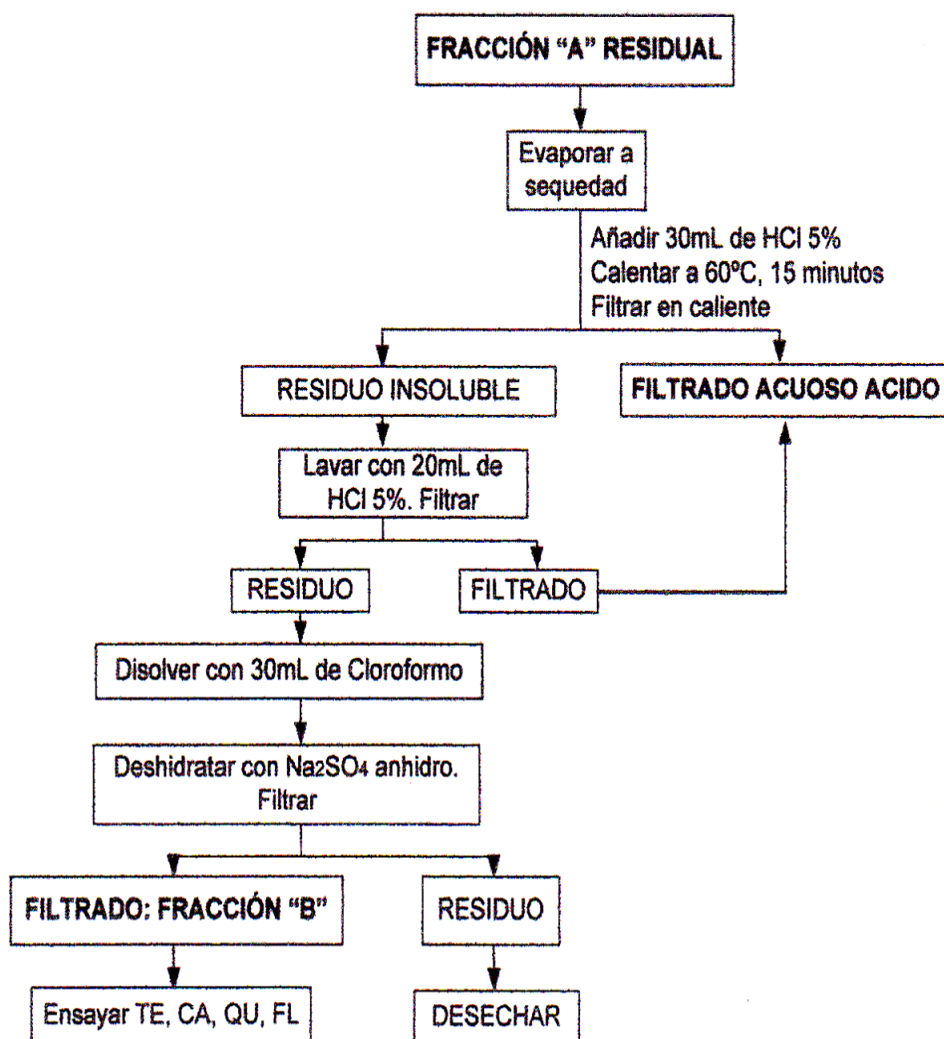 FRACCIÓN "A" RESIDUAL
Evaporar a
sequedad
Añadir 30mL de HCl 5%
Calentar a 60ºC, 15 minutos
Filtrar en caliente
RESIDUO INSOLUBLE
FILTRADO ACUOSO ACIDO
Lavar con 20mL de
HCl 5%. Filtrar
RESIDUO
FILTRADO
Disolver con 30mL de Cloroformo
Deshidratar con Na2SO4 anhidro.
Filtrar
FILTRADO: FRACCIÓN "B"
RESIDUO
Ensayar TE, CA, QU, FL
DESECHAR